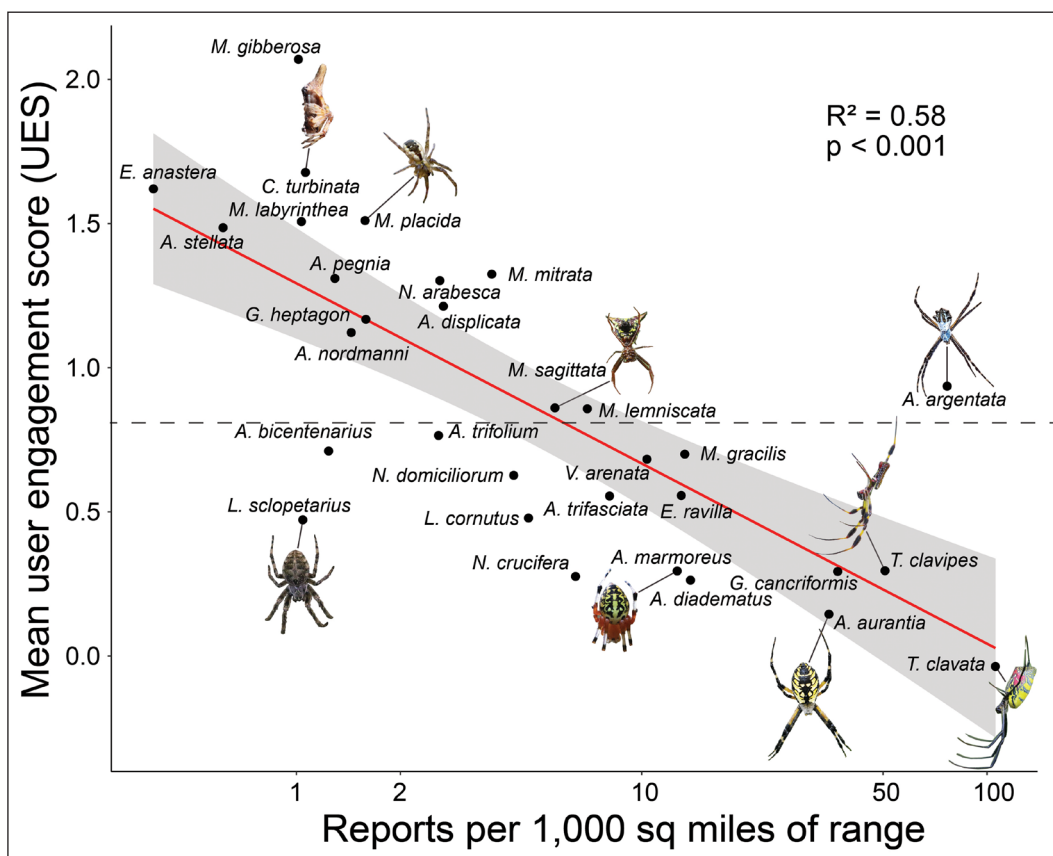 M. gibberosa
2.0
R² = 0.58
p < 0.001
E. anastera
C. turbinata
M. labyrinthea
M. placida
1.5
A. stellata
A. pegnia
M. mitrata
N. arabesca
G. heptagon
A. displicata
A. nordmanni
M. sagittata
1.0
A. argentata
M. lemniscata
A. bicentenarius
A. trifolium
M. gracilis
N. domiciliorum
V. arenata
0.5
L. sclopetarius
A. trifasciata
E. ravilla
L. cornutus
N. crucifera
A. marmoreus
T. clavipes
G. cancriformis
A. diadematus
A. aurantia
0.0
T. clavata
Mean user engagement score (UES)
1 2 10 50 100
Reports per 1,000 sq miles of range